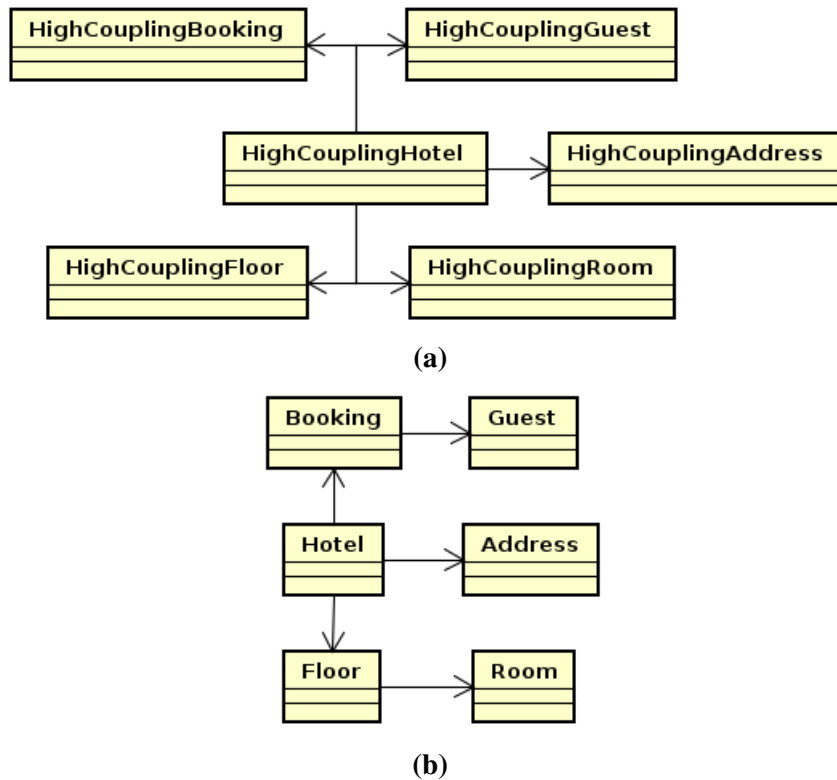 HighCouplingBooking
HighCouplingGuest
HighCouplingHotel
HighCouplingAddress
HighCouplingFloor
HighCouplingRoom
(a)
Booking
Guest
Hotel
Address
Floor
Room
(b)